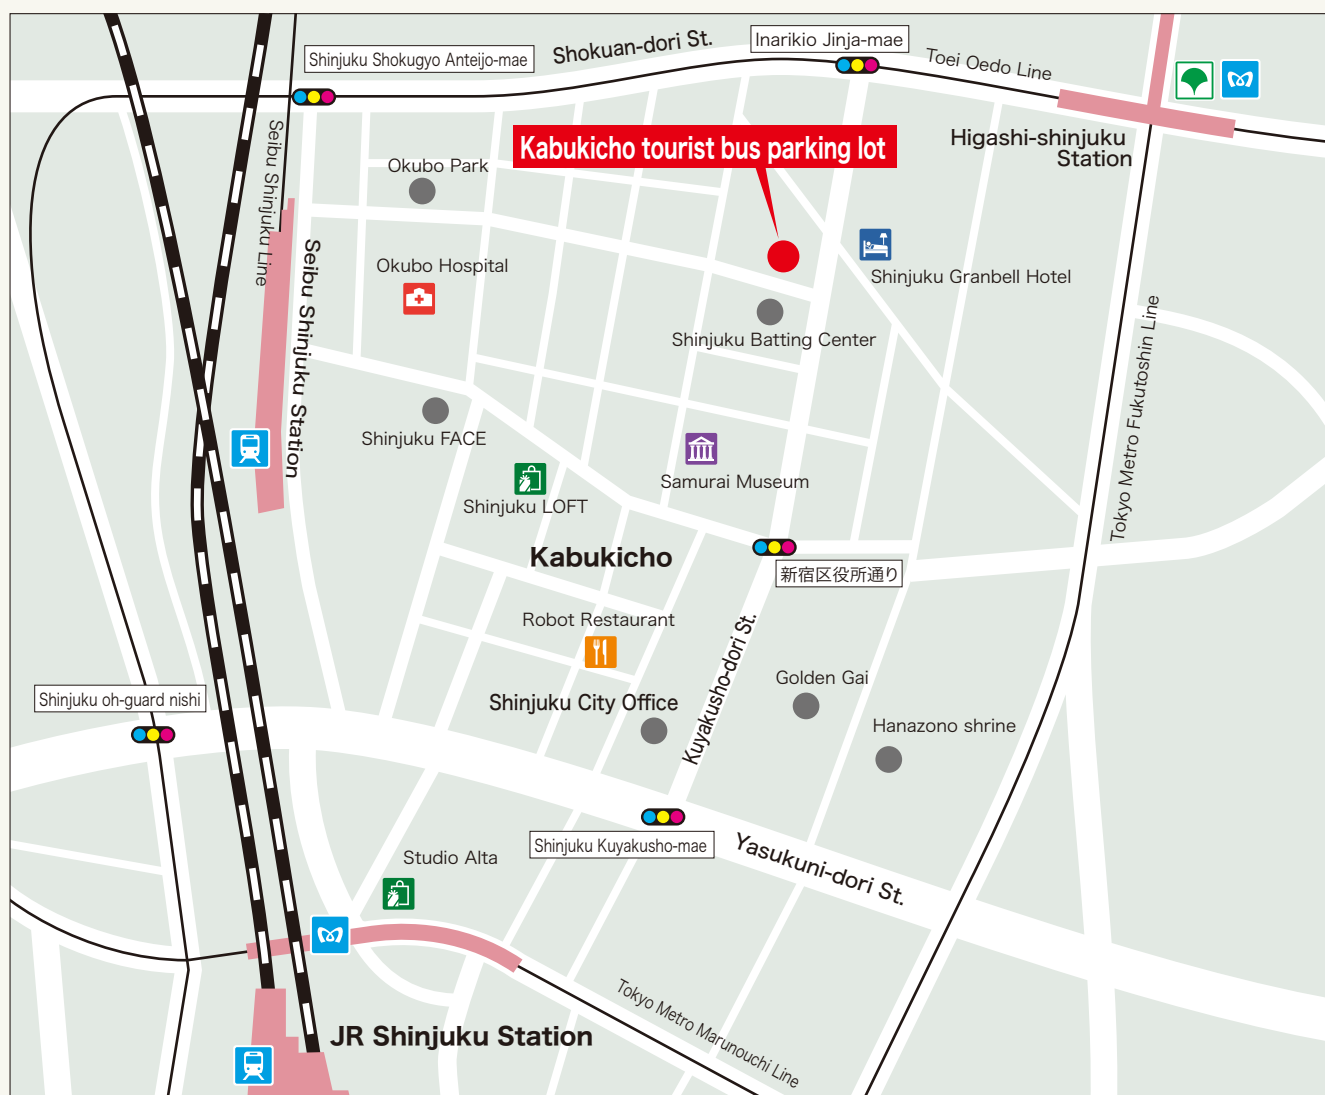 Shinjuku Shokugyo Anteijo-mae
Shokuan-dori St.
Inarikio Jinja-mae
Toei Oedo Line
Higashi-shinjuku
Station
Kabukicho tourist bus parking lot
Okubo Park
Seibu Shinjuku Line
Seibu Shinjuku Station
Okubo Hospital
Shinjuku Granbell Hotel
Shinjuku Batting Center
Tokyo Metro Fukutoshin Line
Shinjuku FACE
Samurai Museum
Shinjuku LOFT
Kabukicho
新宿区役所通り
Robot Restaurant
Kuyakusho-dori St.
Golden Gai
Shinjuku oh-guard nishi
Shinjuku City Office
Hanazono shrine
Shinjuku Kuyakusho-mae
Yasukuni-dori St.
Studio Alta
Tokyo Metro Marunouchi Line
JR Shinjuku Station